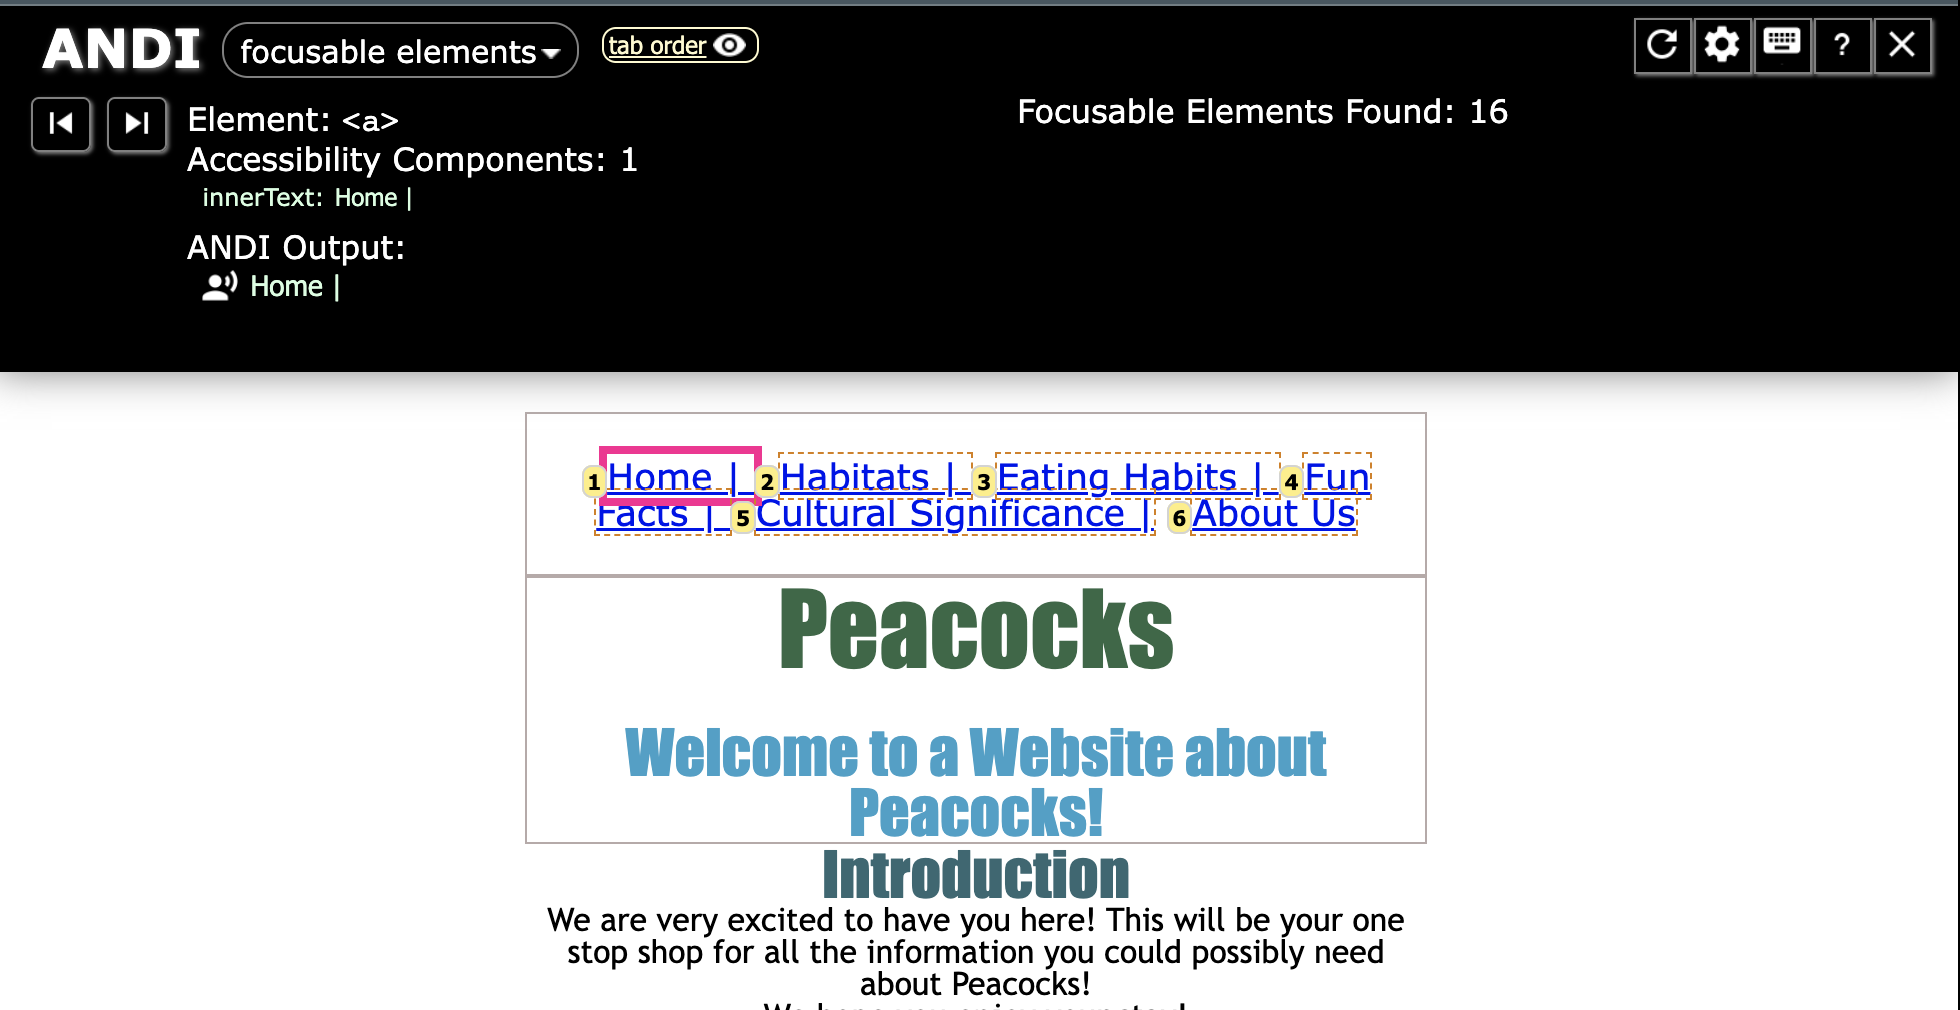 ANDI focusable elements tab order ?
Element: <a>
Focusable Elements Found: 16
Accessibility Components: 1
innerText: Home |
ANDI Output:
Home |
1 Home | 2 Habitats | 3 Eating Habits | 4 Fun
Facts | 5 Cultural Significance | 6 About Us
Peacocks
Welcome to a Website about
Peacocks!
Introduction
We are very excited to have you here! This will be your one
stop shop for all the information you could possibly need
about Peacocks!